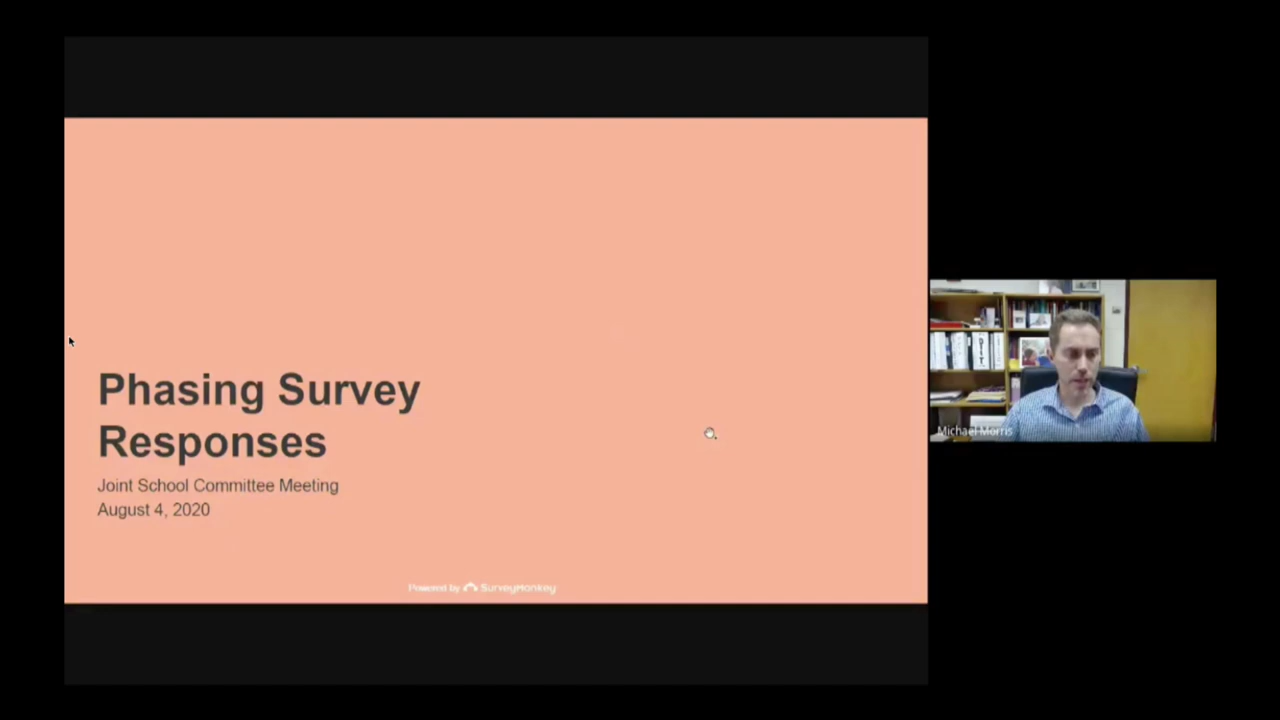 Phasing Survey
Responses
Joint School Committee Meeting
August 4, 2020
Powered by SurveyMonkey
Michael Morris